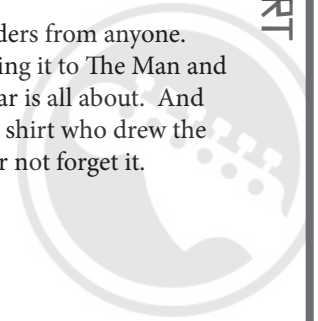 ders from anyone.
ing it to The Man and
ar is all about.  And
shirt who drew the
r not forget it.
RT